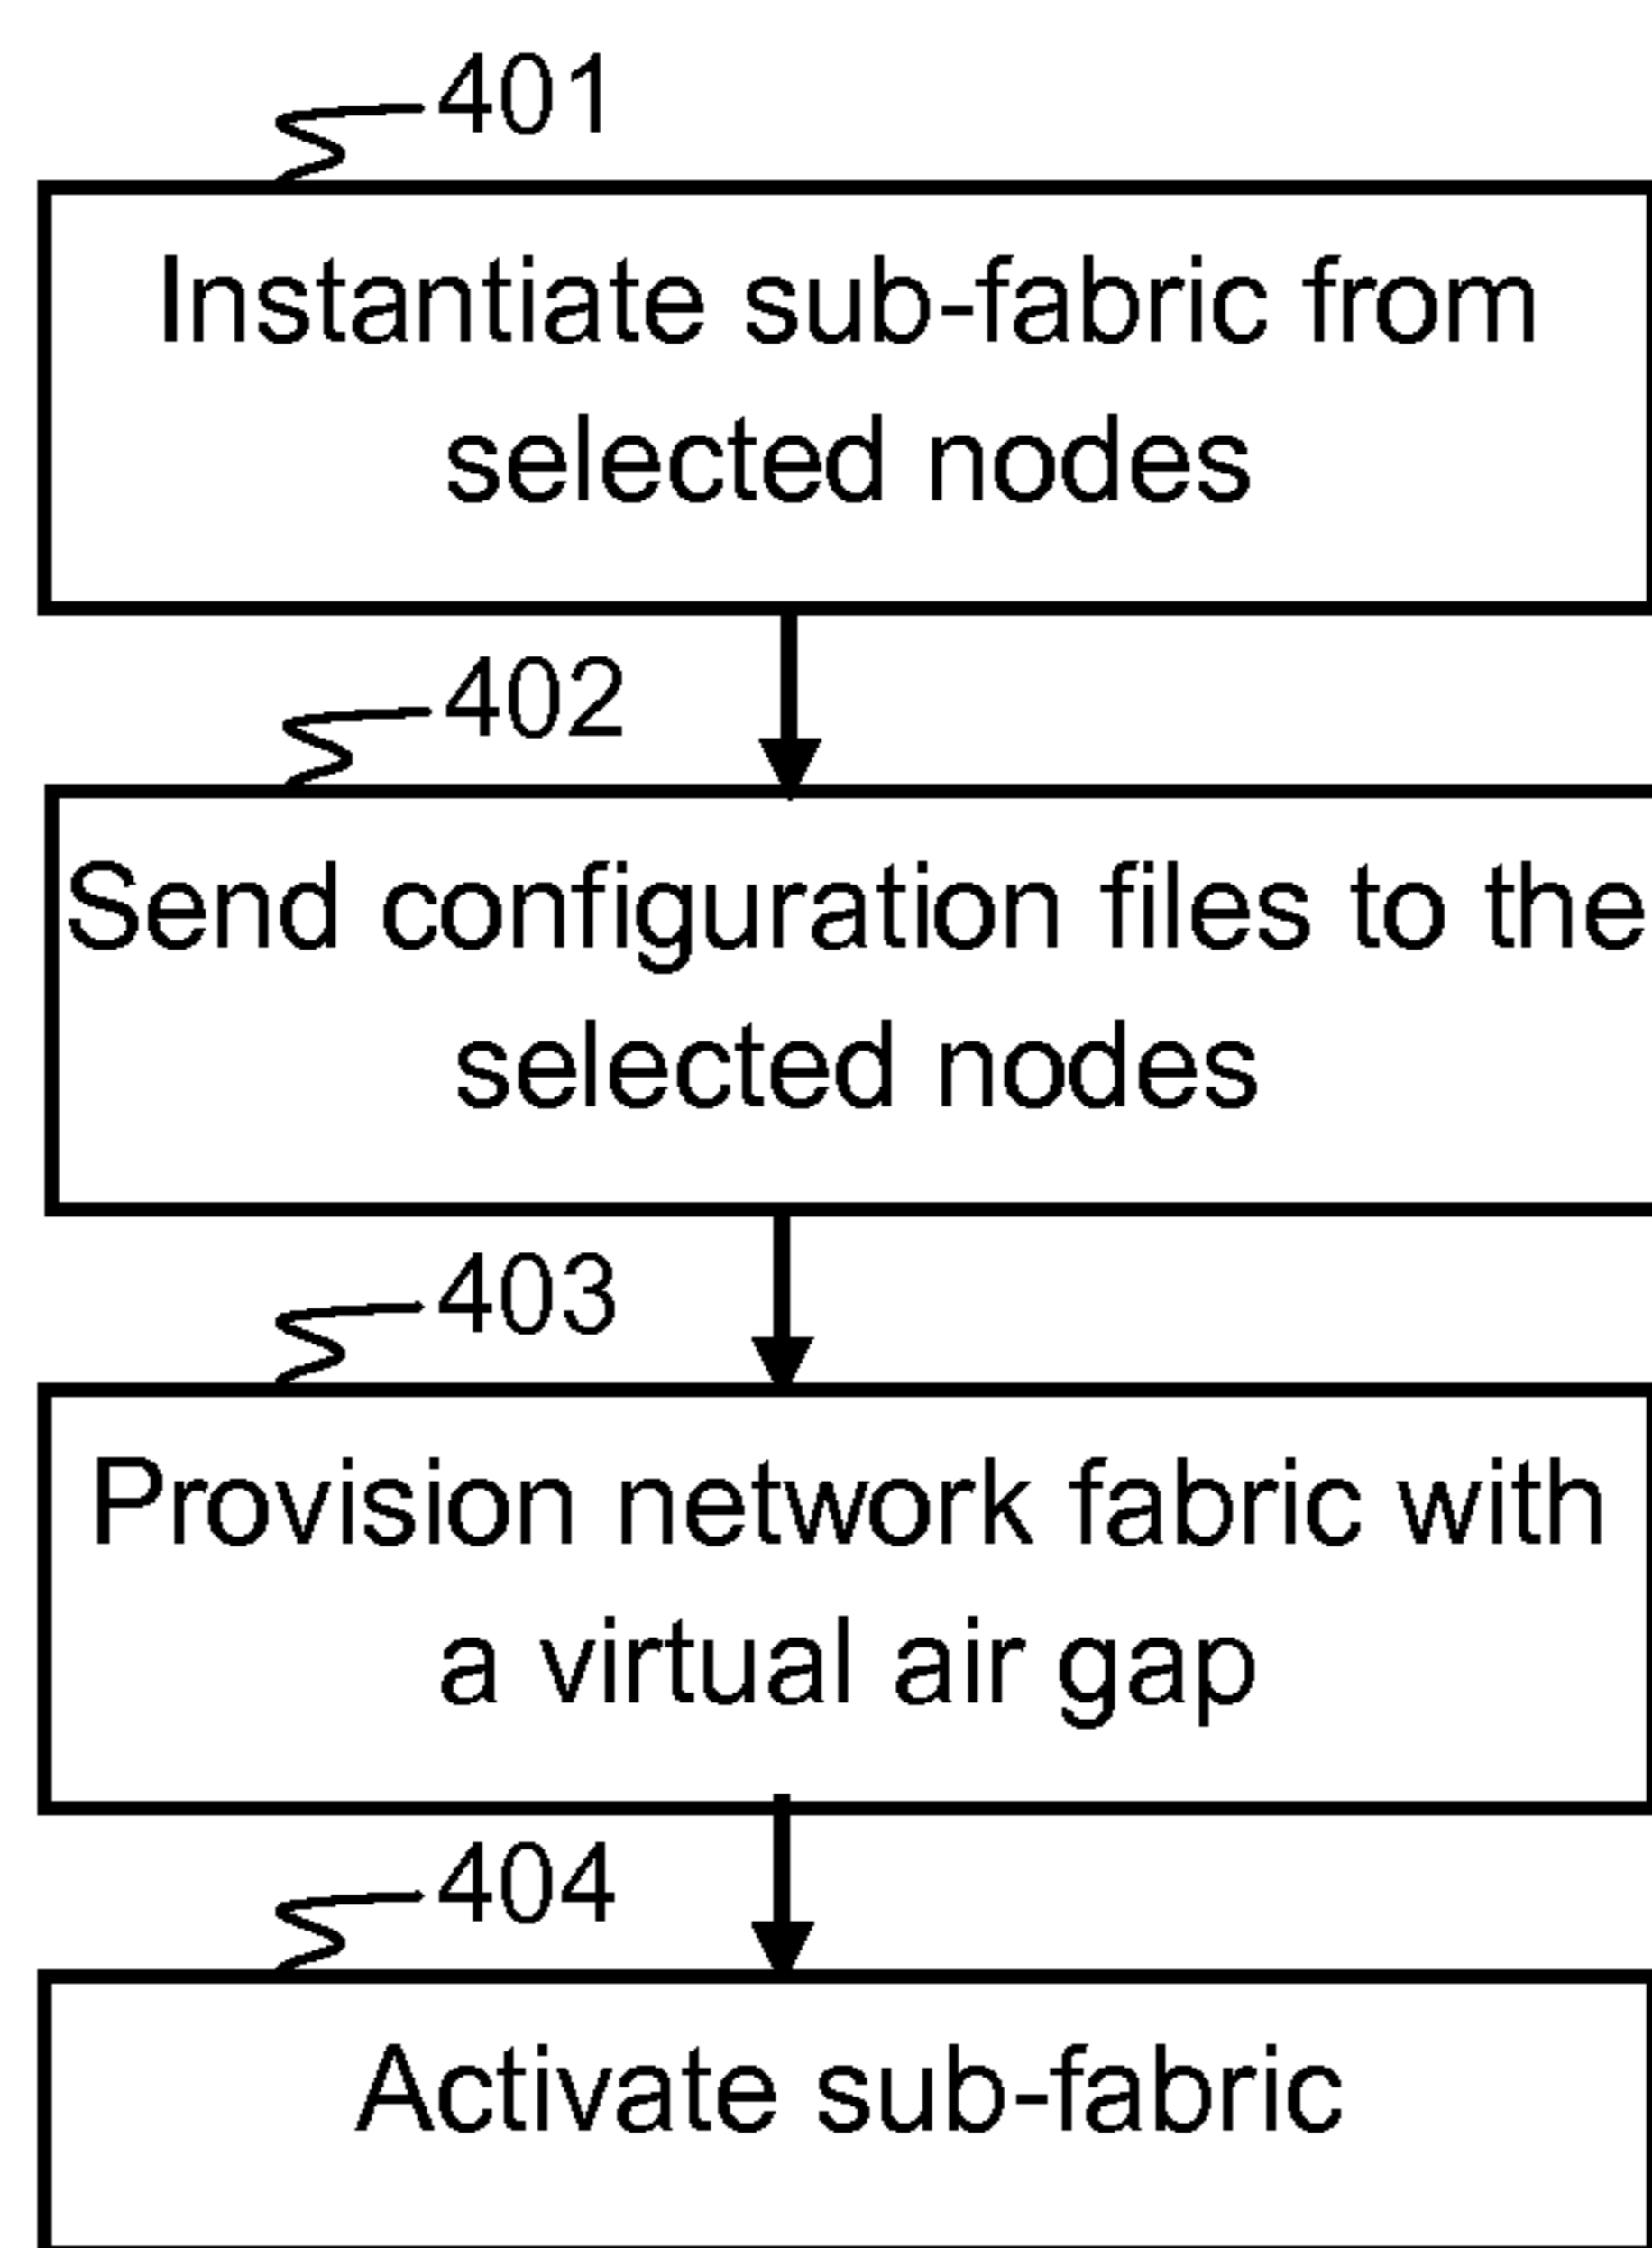 401
Instantiate sub-fabric from
selected nodes
402
Send configuration files to the
selected nodes
403
Provision network fabric with
a virtual air gap
404
Activate sub-fabric